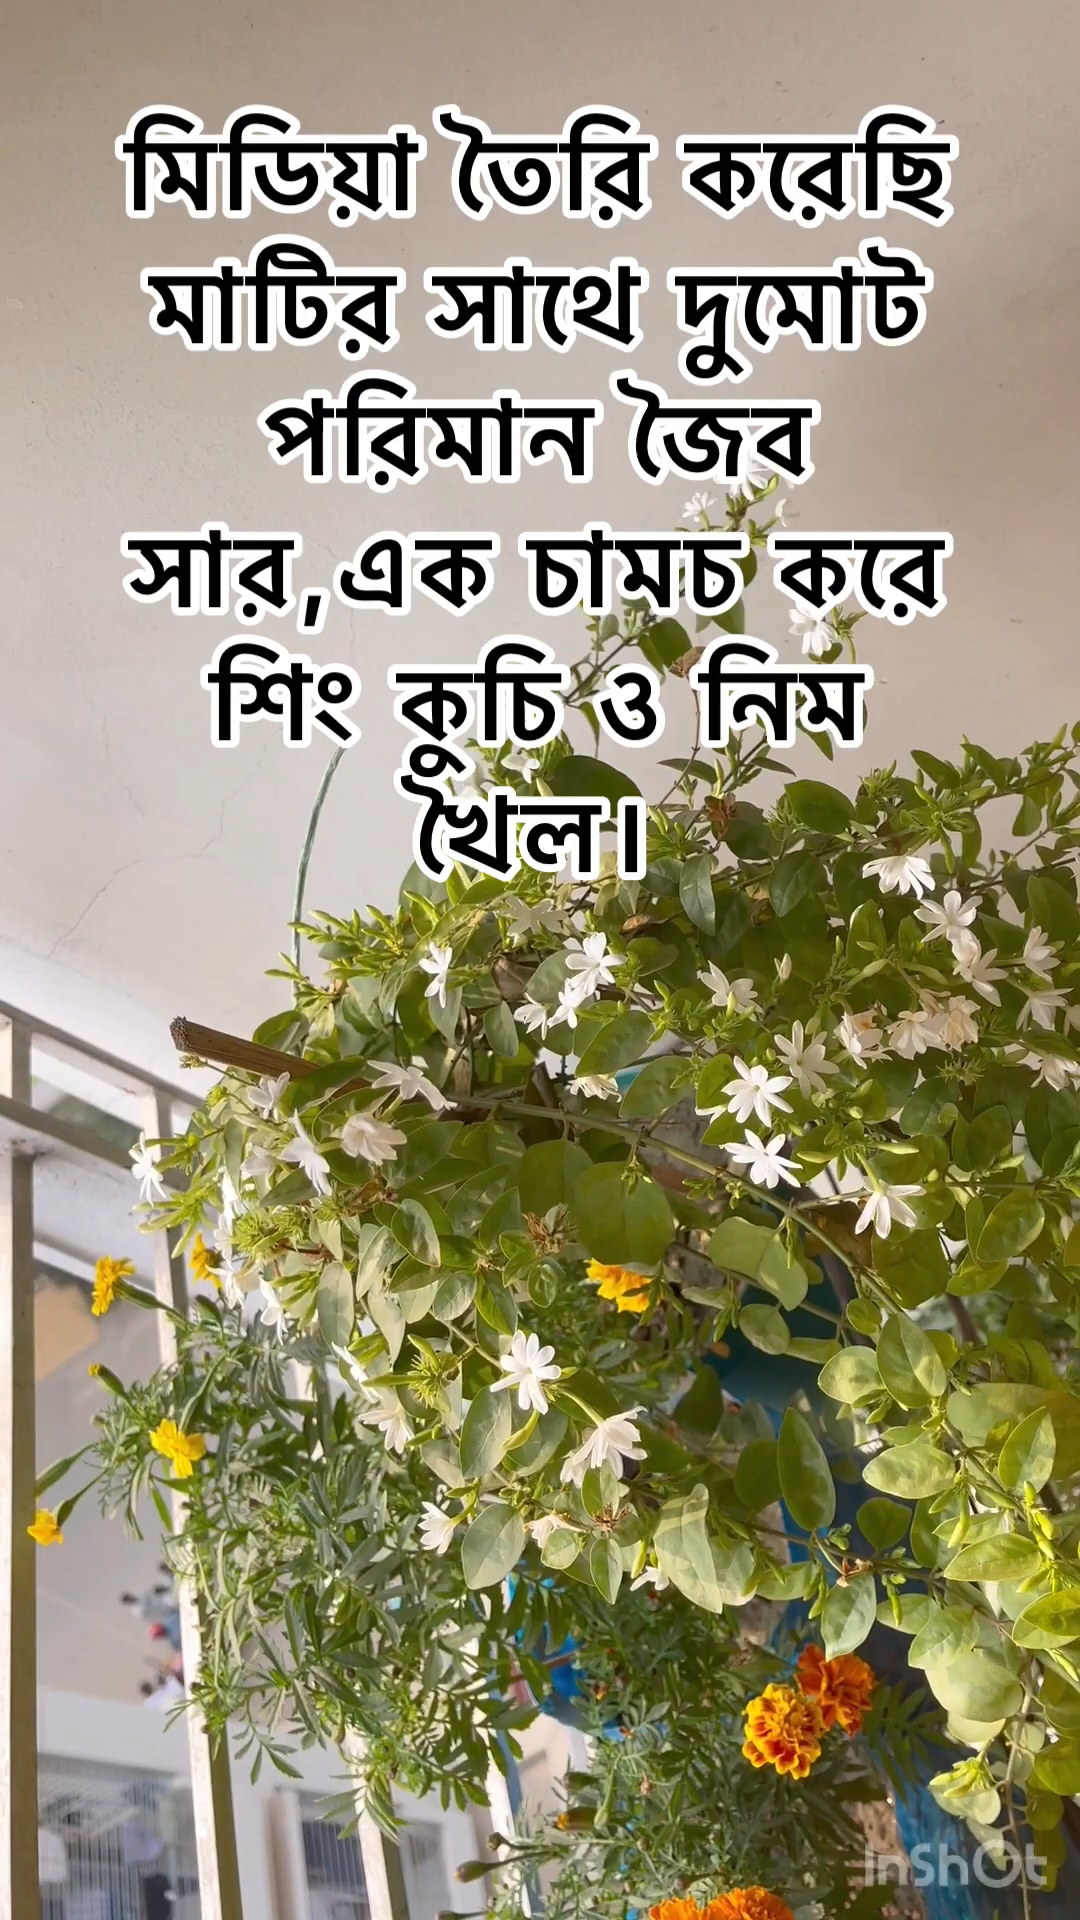 মিডিয়া তৈরি করেছি
মাটির সাথে দুমোট
পরিমান জৈব
সার,এক চামচ করে
শিং কুচি ও নিম
খৈল।
InShOt